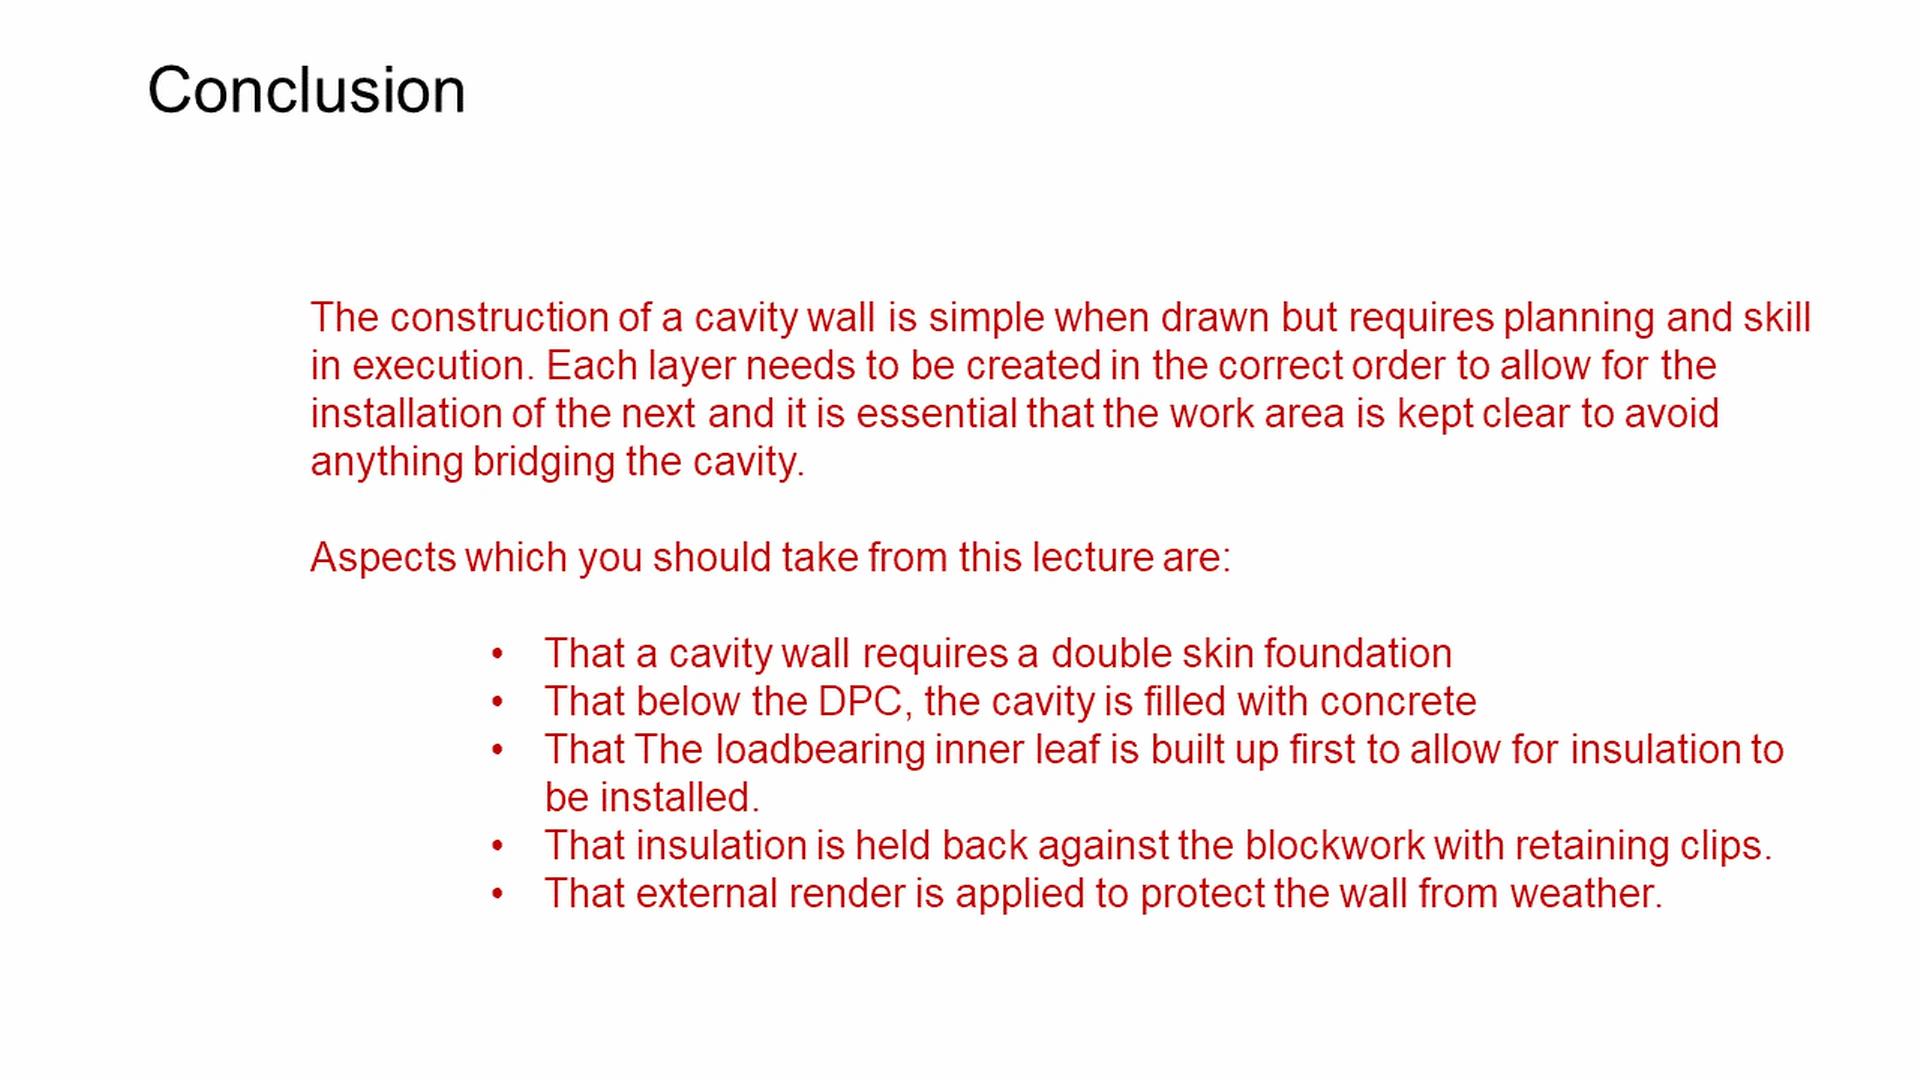 Conclusion
The construction of a cavity wall is simple when drawn but requires planning and skill
in execution. Each layer needs to be created in the correct order to allow for the
installation of the next and it is essential that the work area is kept clear to avoid
anything bridging the cavity.
Aspects which you should take from this lecture are:
• That a cavity wall requires a double skin foundation
• That below the DPC, the cavity is filled with concrete
• That The loadbearing inner leaf is built up first to allow for insulation to
be installed.
• That insulation is held back against the blockwork with retaining clips.
• That external render is applied to protect the wall from weather.